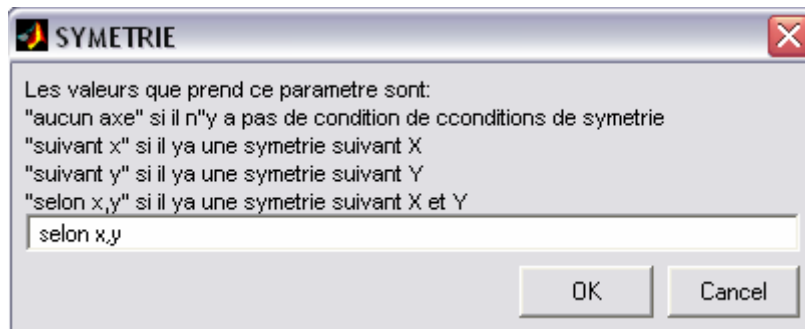 SYMETRIE
Les valeurs que prend ce parametre sont:
"aucun axe" si il n"y a pas de condition de cconditions de symetrie
"suivant x" si il ya une symetrie suivant X
"suivant y" si il ya une symetrie suivant Y
"selon x,y" si il ya une symetrie suivant X et Y
selon x,y
OK Cancel